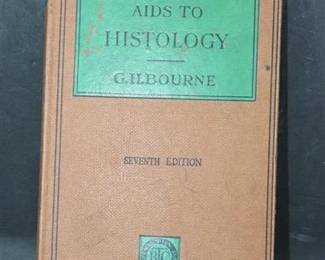 AIDS TO
HISTOLOGY
G.ILBOURNE
SEVENTH EDITION